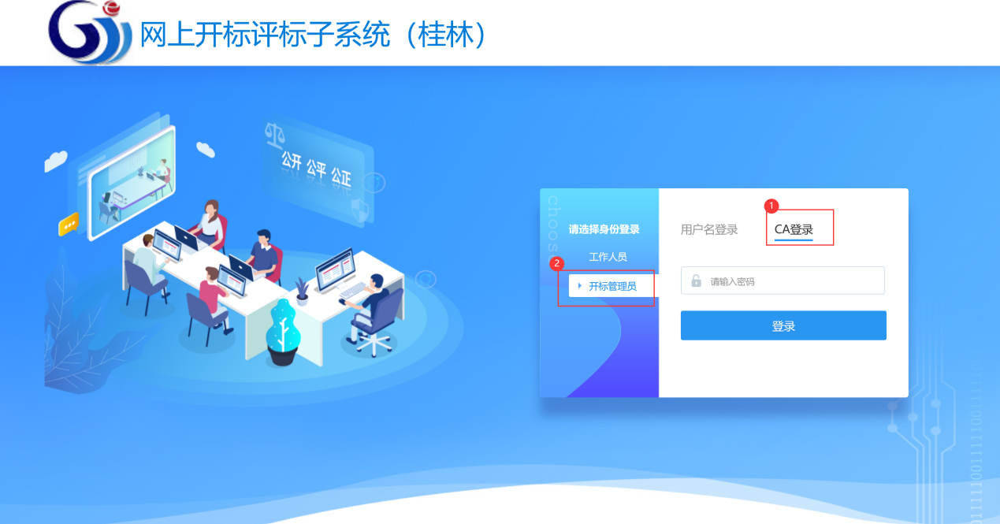 网上开标评标子系统（桂林）
公开 公平 公正
choose
请选择身份登录
工作人员
2
开标管理员
用户名登录
1
CA登录
请输入密码
登录